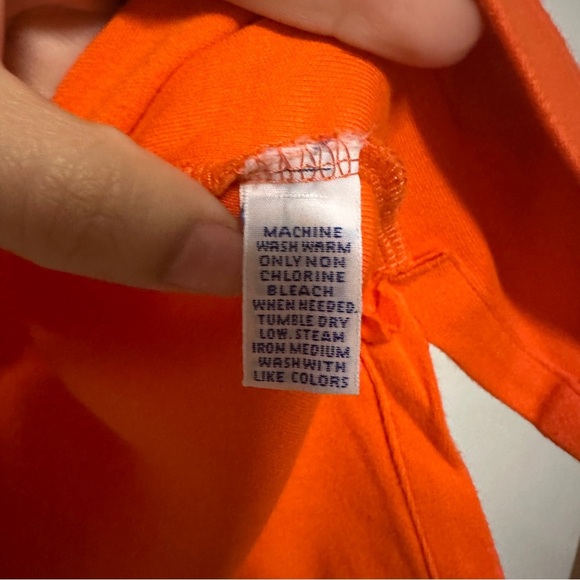 MACHINE
WASH WARM
ONLY NON
CHLORINE
BLEACH
WHEN NEEDED.
TUMBLE DRY
LOW. STEAM
IRON MEDIUM
WASH WITH
LIKE COLORS